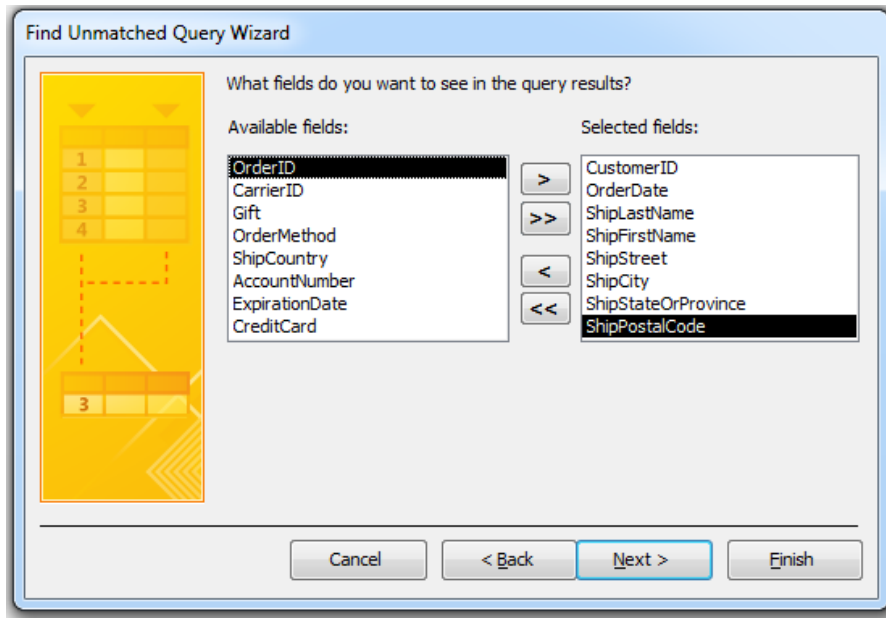 Find Unmatched Query Wizard
What fields do you want to see in the query results?
Available fields:
Selected fields:
1
2
3
4
3
OrderID
CarrierID
Gift
OrderMethod
ShipCountry
AccountNumber
ExpirationDate
CreditCard
>
>>
<
<<
CustomerID
OrderDate
ShipLastName
ShipFirstName
ShipStreet
ShipCity
ShipStateOrProvince
ShipPostalCode
Cancel
< Back
Next >
Finish